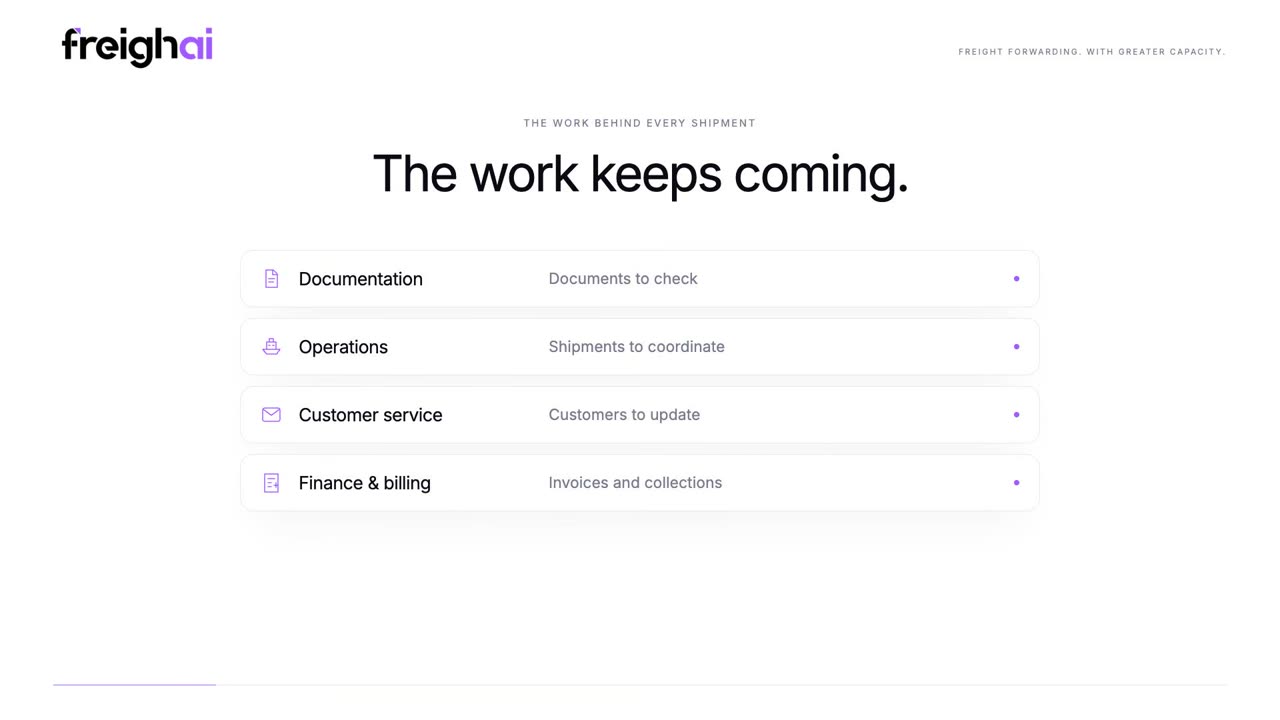 freighai
FREIGHT FORWARDING. WITH GREATER CAPACITY.
THE WORK BEHIND EVERY SHIPMENT
The work keeps coming.
Documentation Documents to check
Operations Shipments to coordinate
Customer service Customers to update
Finance & billing Invoices and collections